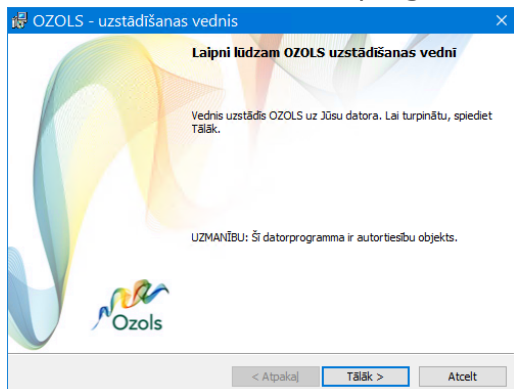 OZOLS - uzstādīšanas vednis
Laipni lūdzam OZOLS uzstādīšanas vednī
Vednis uzstādīs OZOLS uz Jūsu datora. Lai turpinātu, spiediet
Tālāk.
UZMANĪBU: Šī datorprogramma ir autortiesību objekts.
Ozols
< Atpakaļ Tālāk > Atcelt